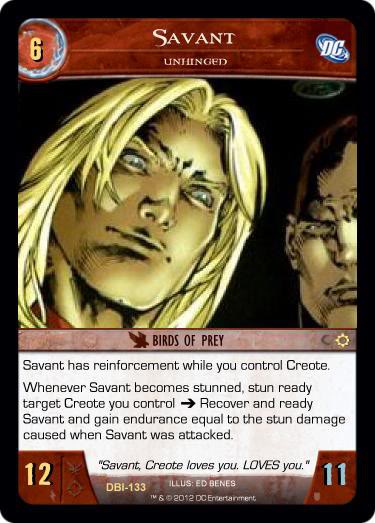 6
SAVANT
DC
UNHINGED
BIRDS OF PREY
Savant has reinforcement while you control Creote.
Whenever Savant becomes stunned, stun ready
target Creote you control ➔ Recover and ready
Savant and gain endurance equal to the stun damage
caused when Savant was attacked.
"Savant, Creote loves you. LOVES you."
12
DBI-133
ILLUS: ED BENES
11
™ & © 2012 DC Entertainment